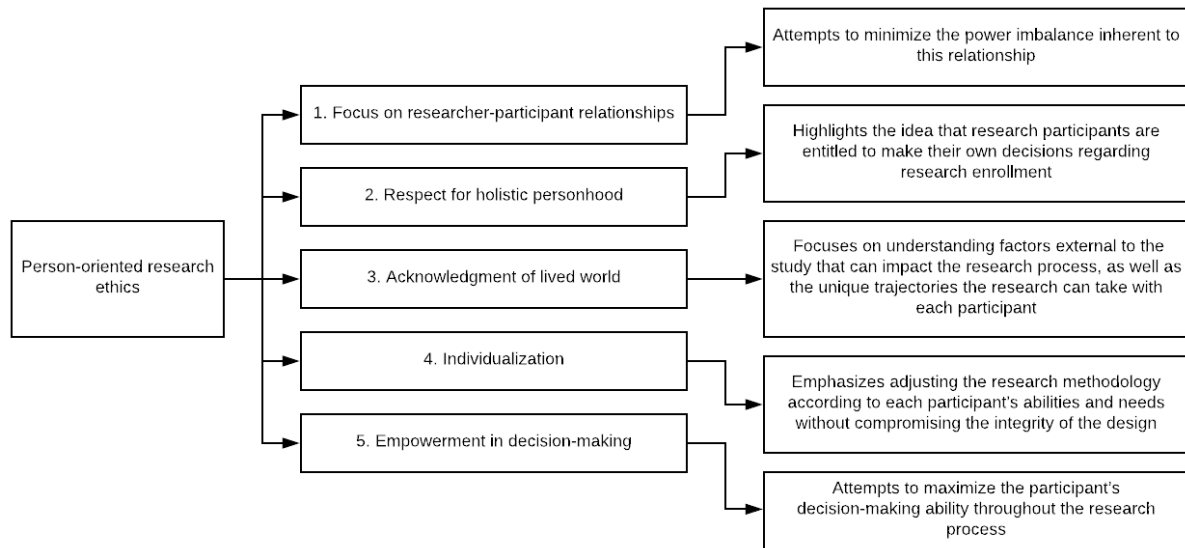 Person-oriented research
ethics
1. Focus on researcher-participant relationships
2. Respect for holistic personhood
3. Acknowledgment of lived world
4. Individualization
5. Empowerment in decision-making
Attempts to minimize the power imbalance inherent to
this relationship
Highlights the idea that research participants are
entitled to make their own decisions regarding
research enrollment
Focuses on understanding factors external to the
study that can impact the research process, as well as
the unique trajectories the research can take with
each participant
Emphasizes adjusting the research methodology
according to each participant’s abilities and needs
without compromising the integrity of the design
Attempts to maximize the participant’s
decision-making ability throughout the research
process